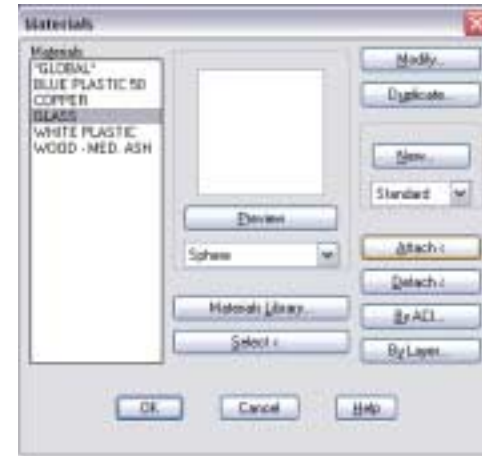 Materials
Materials:
*GLOBAL*
BLUE PLASTIC 5D
COPPER
GLASS
WHITE PLASTIC
WOOD - MED. ASH
Preview
Sphere
Materials Library...
Select <
Modify...
Duplicate...
New...
Standard
Attach <
Detach <
By ACI...
By Layer...
OK
Cancel
Help